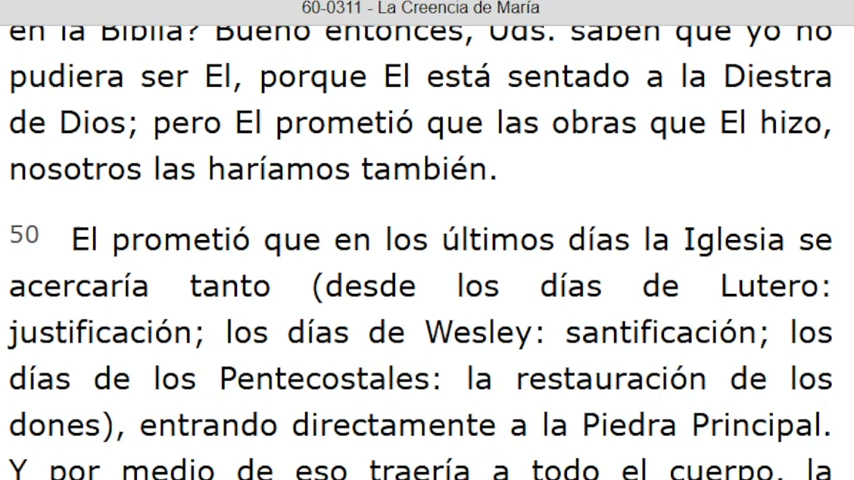 60-0311 - La Creencia de María
en la Biblia? Bueno entonces, Uds. saben que yo no
pudiera ser El, porque El está sentado a la Diestra
de Dios; pero El prometió que las obras que El hizo,
nosotros las haríamos también.
50 El prometió que en los últimos días la Iglesia se
acercaría tanto (desde los días de Lutero:
justificación; los días de Wesley: santificación; los
días de los Pentecostales: la restauración de los
dones), entrando directamente a la Piedra Principal.
Y por medio de eso traería a todo el cuerpo, la